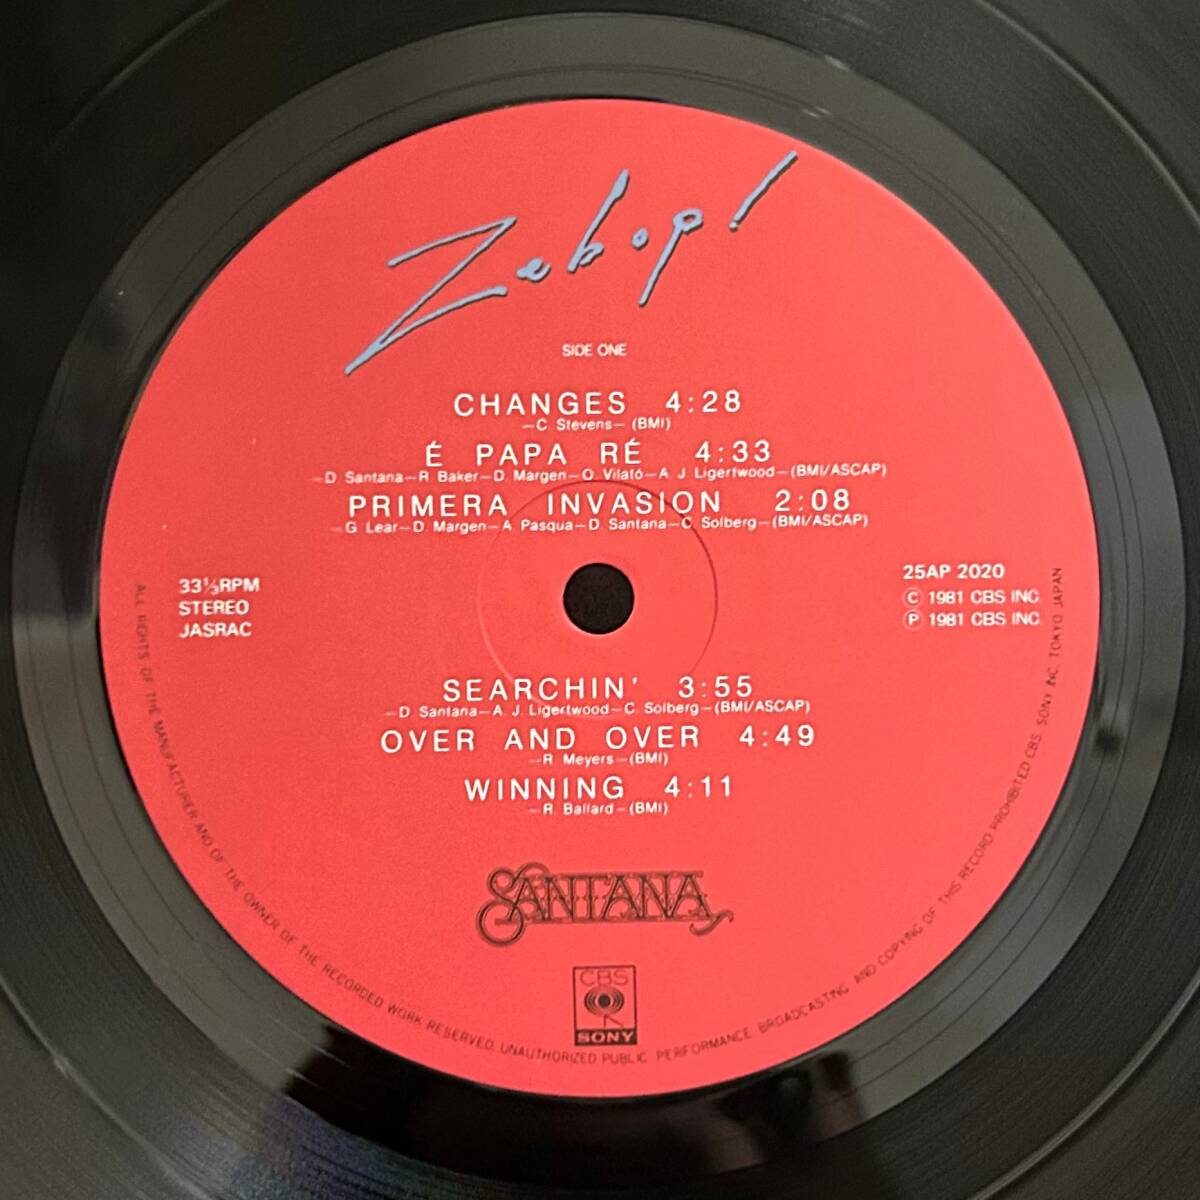 Zebop!
SIDE ONE
CHANGES 4:28
—C. Stevens— (BMI)
É PAPA RÉ 4:33
—D. Santana—R. Baker—D. Margen—O. Vilató—A. J. Ligertwood—(BMI/ASCAP)
PRIMERA INVASION 2:08
—G. Lear—D. Margen—A. Pasqua—D. Santana—C. Solberg—(BMI/ASCAP)
33⅓RPM
STEREO
JASRAC
25AP 2020
Ⓒ 1981 CBS INC.
Ⓟ 1981 CBS INC.
SEARCHIN' 3:55
—D. Santana—A. J. Ligertwood—C. Solberg—(BMI/ASCAP)
OVER AND OVER 4:49
—R. Meyers—(BMI)
WINNING 4:11
—R. Ballard—(BMI)
SANTANA
CBS
SONY
ALL RIGHTS OF THE MANUFACTURER AND OF THE OWNER OF THE RECORDED WORK RESERVED. UNAUTHORIZED PUBLIC PERFORMANCE BROADCASTING AND COPYING OF THIS RECORD PROHIBITED CBS SONY INC. TOKYO JAPAN